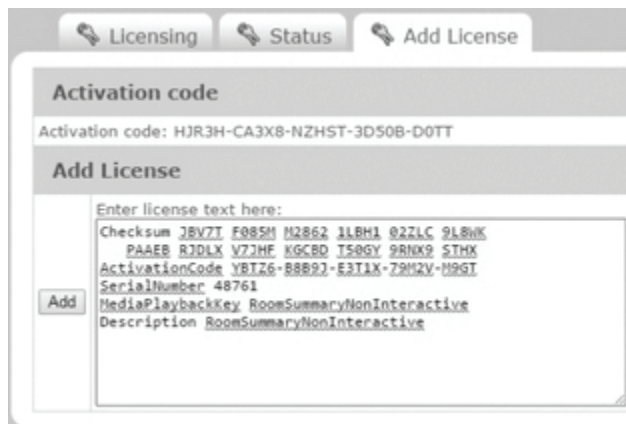 Licensing Status Add License
Activation code
Activation code: HJR3H-CA3X8-NZHST-3D50B-D0TT
Add License
Enter license text here:
Checksum JBV7T F085M M2862 1LBH1 02ZLC 9L8WK
PAAEB RJDLX V7JHF KGCBD T50GY 9RNX9 STHX
ActivationCode YBTZ6-B8B9J-E3T1X-79M2V-M9GT
SerialNumber 48761
Add MediaPlaybackKey RoomSummaryNonInteractive
Description RoomSummaryNonInteractive